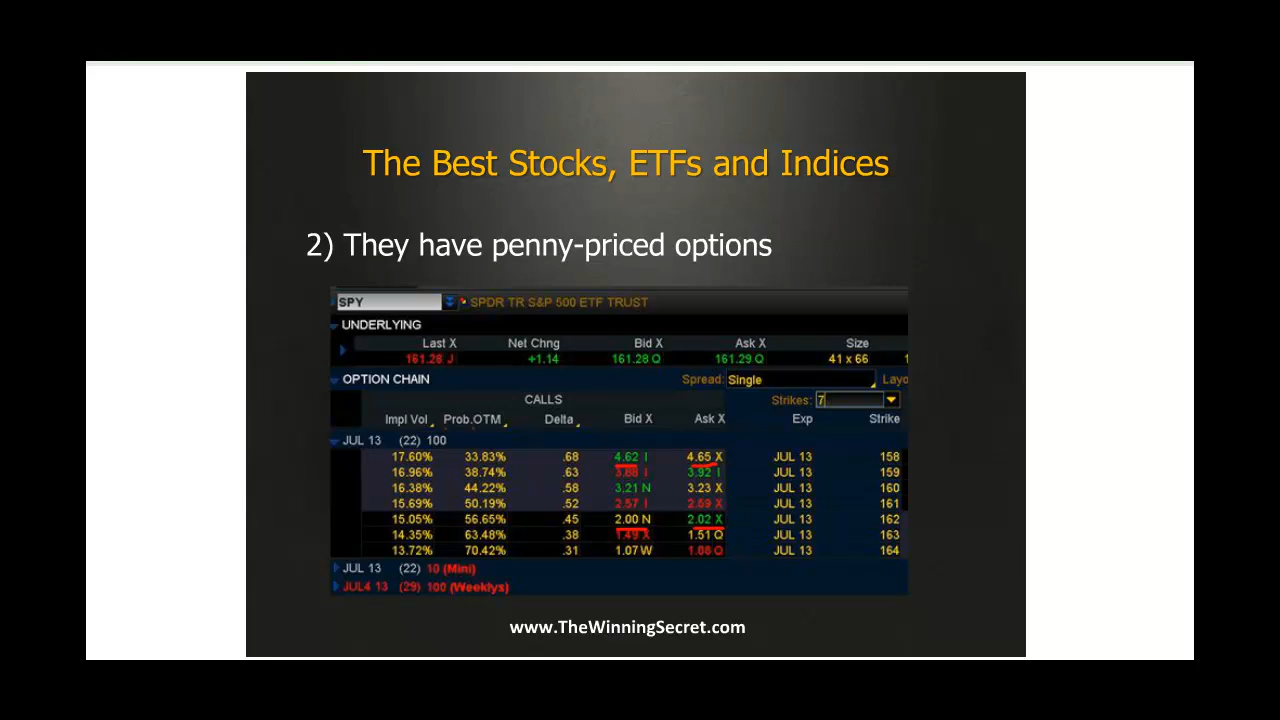 The Best Stocks, ETFs and Indices
2) They have penny-priced options
SPY SPDR TR S&P 500 ETF TRUST
UNDERLYING
Last X Net Chng Bid X Ask X Size
161.28 J +1.14 161.28 Q 161.29 Q 41 x 66 1
OPTION CHAIN Spread: Single Layo
CALLS Strikes: 7
Impl Vol Prob.OTM Delta Bid X Ask X Exp Strike
JUL 13 (22) 100
17.60% 33.83% .68 4.62 I 4.65 X JUL 13 158
16.96% 38.74% .63 3.88 I 3.92 I JUL 13 159
16.38% 44.22% .58 3.21 N 3.23 X JUL 13 160
15.69% 50.19% .52 2.57 I 2.59 X JUL 13 161
15.05% 56.65% .45 2.00 N 2.02 X JUL 13 162
14.35% 63.48% .38 1.49 X 1.51 Q JUL 13 163
13.72% 70.42% .31 1.07 W 1.08 Q JUL 13 164
JUL 13 (22) 10 (Mini)
JUL4 13 (29) 100 (Weeklys)
www.TheWinningSecret.com